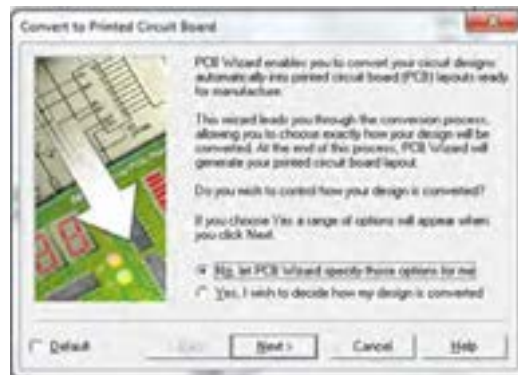 Convert to Printed Circuit Board
PCB Wizard enables you to convert your circuit designs
automatically into printed circuit board (PCB) layouts ready
for manufacture.
This wizard leads you through the conversion process,
allowing you to choose exactly how your design will be
converted. At the end of this process, PCB Wizard will
generate your printed circuit board layout.
Do you wish to control how your design is converted?
If you choose Yes a range of options will appear when
you click Next.
No, let PCB Wizard specify those options for me
Yes, I wish to decide how my design is converted
Default
Next >
Cancel
Help